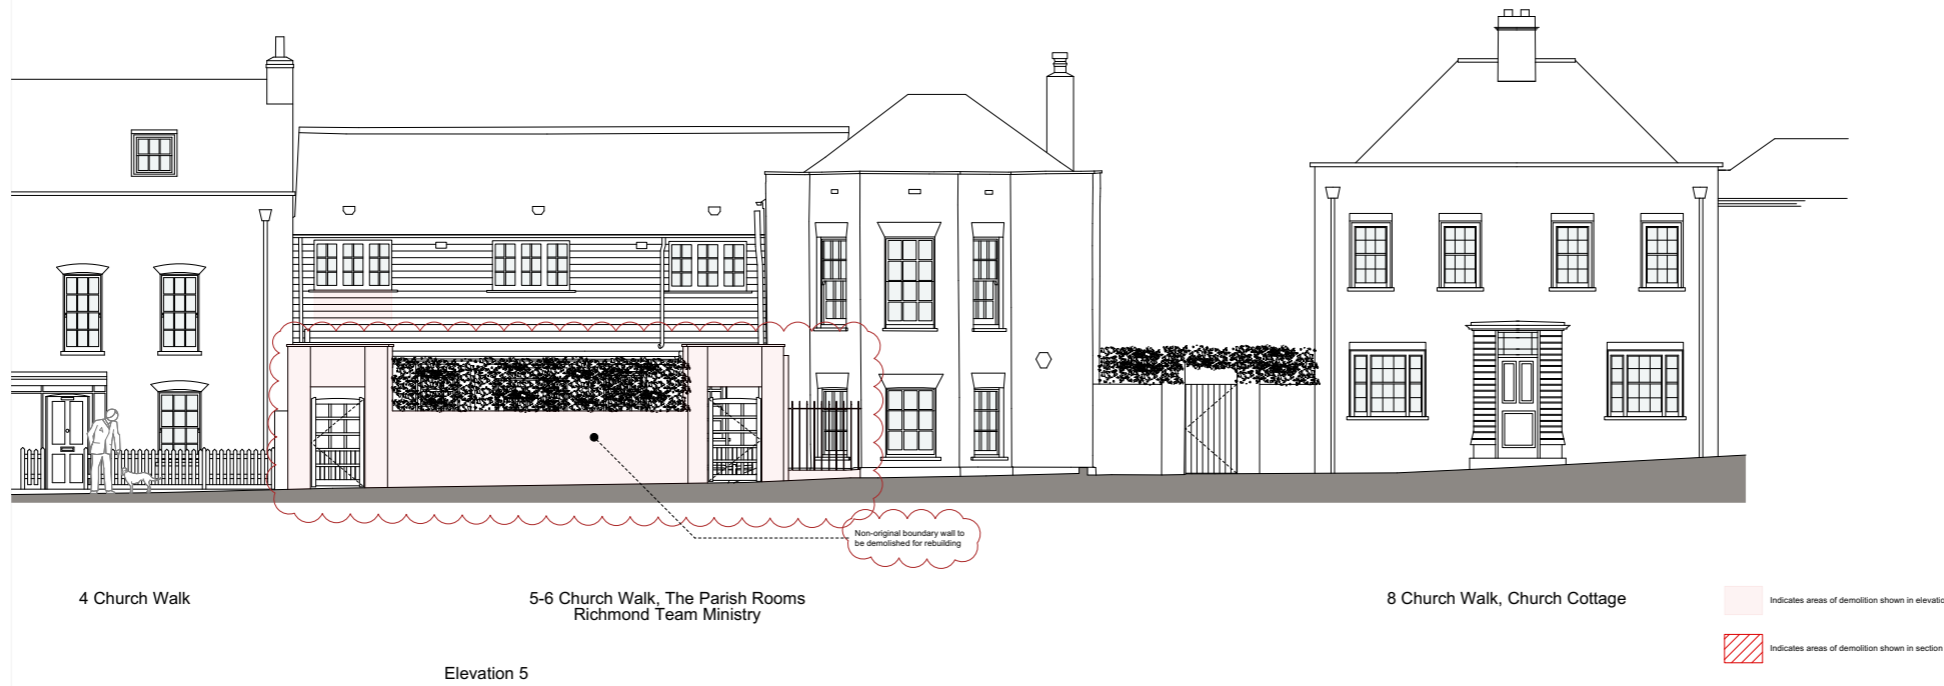 Non-original boundary wall to
be demolished for rebuilding
4 Church Walk
5-6 Church Walk, The Parish Rooms
Richmond Team Ministry
8 Church Walk, Church Cottage
Indicates areas of demolition shown in elevatio
Indicates areas of demolition shown in section
Elevation 5